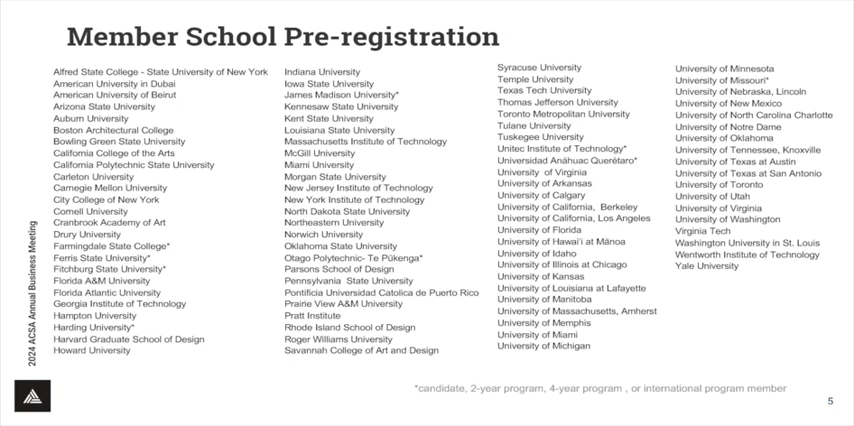 Member School Pre-registration
Alfred State College - State University of New York
American University in Dubai
American University of Beirut
Arizona State University
Auburn University
Boston Architectural College
Bowling Green State University
California College of the Arts
California Polytechnic State University
Carleton University
Carnegie Mellon University
City College of New York
Cornell University
Cranbrook Academy of Art
Drury University
Farmingdale State College*
Ferris State University*
Fitchburg State University*
Florida A&M University
Florida Atlantic University
Georgia Institute of Technology
Hampton University
Harding University*
Harvard Graduate School of Design
Howard University
Indiana University
Iowa State University
James Madison University*
Kennesaw State University
Kent State University
Louisiana State University
Massachusetts Institute of Technology
McGill University
Miami University
Morgan State University
New Jersey Institute of Technology
New York Institute of Technology
North Dakota State University
Northeastern University
Norwich University
Oklahoma State University
Otago Polytechnic- Te Pūkenga*
Parsons School of Design
Pennsylvania State University
Pontificia Universidad Catolica de Puerto Rico
Prairie View A&M University
Pratt Institute
Rhode Island School of Design
Roger Williams University
Savannah College of Art and Design
Syracuse University
Temple University
Texas Tech University
Thomas Jefferson University
Toronto Metropolitan University
Tulane University
Tuskegee University
Unitec Institute of Technology*
Universidad Anáhuac Querétaro*
University of Virginia
University of Arkansas
University of Calgary
University of California, Berkeley
University of California, Los Angeles
University of Florida
University of Hawai'i at Mānoa
University of Idaho
University of Illinois at Chicago
University of Kansas
University of Louisiana at Lafayette
University of Manitoba
University of Massachusetts, Amherst
University of Memphis
University of Miami
University of Michigan
University of Minnesota
University of Missouri*
University of Nebraska, Lincoln
University of New Mexico
University of North Carolina Charlotte
University of Notre Dame
University of Oklahoma
University of Tennessee, Knoxville
University of Texas at Austin
University of Texas at San Antonio
University of Toronto
University of Utah
University of Virginia
University of Washington
Virginia Tech
Washington University in St. Louis
Wentworth Institute of Technology
Yale University
2024 ACSA Annual Business Meeting
*candidate, 2-year program, 4-year program , or international program member
5